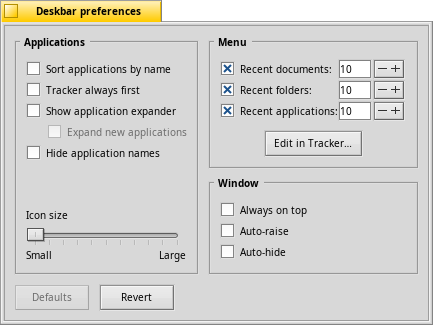 Deskbar preferences
Applications
Sort applications by name
Tracker always first
Show application expander
Expand new applications
Hide application names
Icon size
Small Large
Menu
Recent documents: 10
Recent folders: 10
Recent applications: 10
Edit in Tracker...
Window
Always on top
Auto-raise
Auto-hide
Defaults Revert